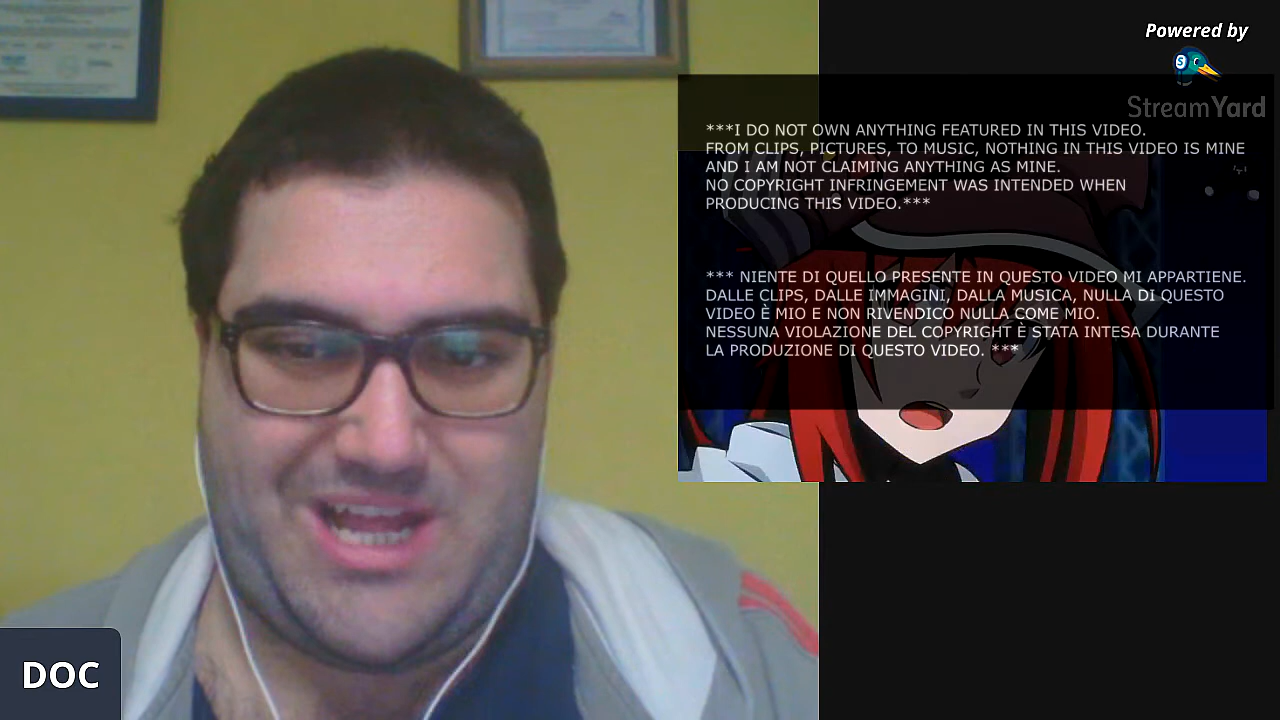 Powered by
StreamYard
***I DO NOT OWN ANYTHING FEATURED IN THIS VIDEO.
FROM CLIPS, PICTURES, TO MUSIC, NOTHING IN THIS VIDEO IS MINE
AND I AM NOT CLAIMING ANYTHING AS MINE.
NO COPYRIGHT INFRINGEMENT WAS INTENDED WHEN
PRODUCING THIS VIDEO.***
*** NIENTE DI QUELLO PRESENTE IN QUESTO VIDEO MI APPARTIENE.
DALLE CLIPS, DALLE IMMAGINI, DALLA MUSICA, NULLA DI QUESTO
VIDEO È MIO E NON RIVENDICO NULLA COME MIO.
NESSUNA VIOLAZIONE DEL COPYRIGHT È STATA INTESA DURANTE
LA PRODUZIONE DI QUESTO VIDEO. ***
DOC